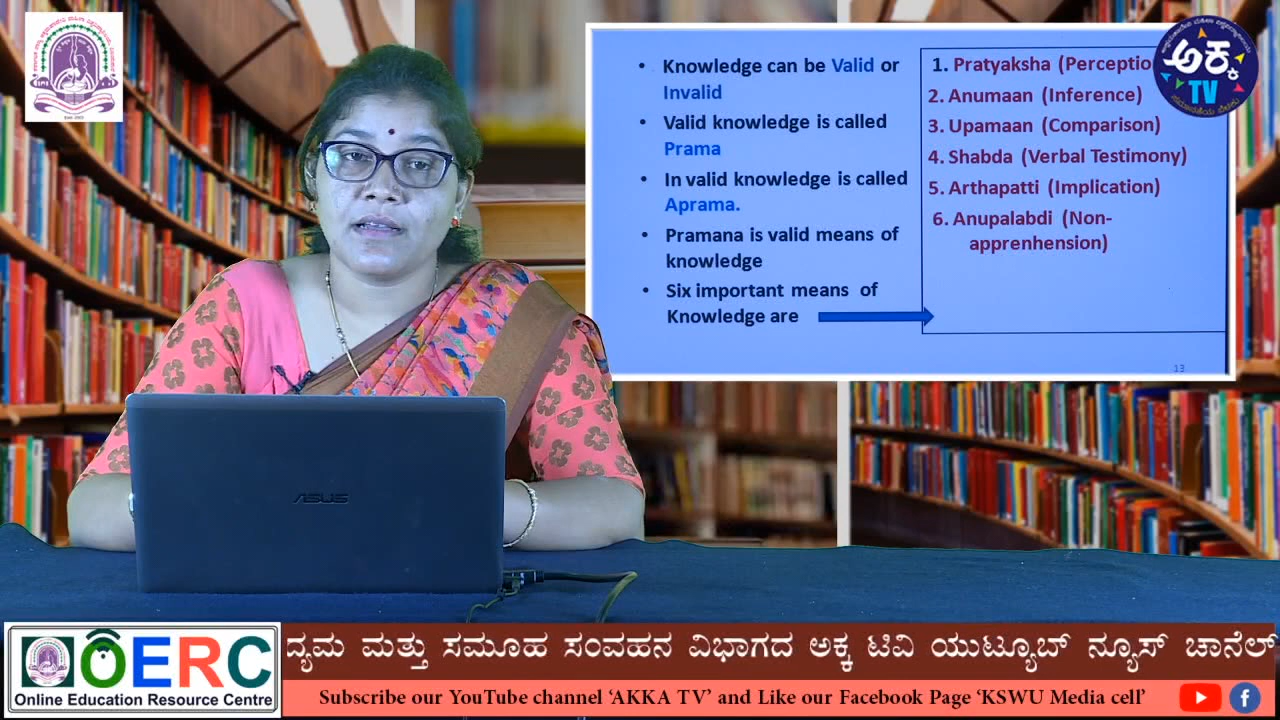 • Knowledge can be Valid or
Invalid
• Valid knowledge is called
Prama
• In valid knowledge is called
Aprama.
• Pramana is valid means of
knowledge
• Six important means of
Knowledge are
1. Pratyaksha (Perceptio
2. Anumaan (Inference)
3. Upamaan (Comparison)
4. Shabda (Verbal Testimony)
5. Arthapatti (Implication)
6. Anupalabdi (Non-
apprenhension)
13
ಅಕ್ಕ
TV
ASUS
OERC
Online Education Resource Centre
ದ್ಯಮ ಮತ್ತು ಸಮೂಹ ಸಂವಹನ ವಿಭಾಗದ ಅಕ್ಕ ಟಿವಿ ಯುಟ್ಯೂಬ್ ನ್ಯೂಸ್ ಚಾನೆಲ್
Subscribe our YouTube channel ‘AKKA TV’ and Like our Facebook Page ‘KSWU Media cell’